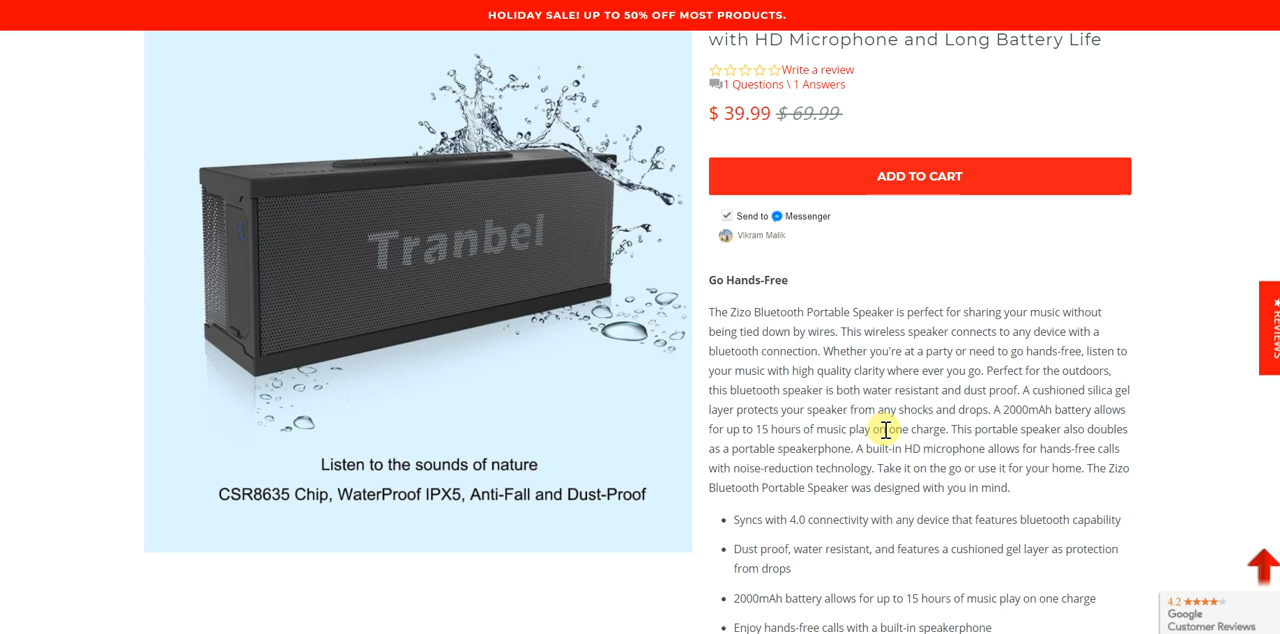 HOLIDAY SALE! UP TO 50% OFF MOST PRODUCTS.
with HD Microphone and Long Battery Life
Write a review
1 Questions \ 1 Answers
$ 39.99 $ 69.99
ADD TO CART
Send to Messenger
Vikram Malik
Tranbel
Listen to the sounds of nature
CSR8635 Chip, WaterProof IPX5, Anti-Fall and Dust-Proof
Go Hands-Free
The Zizo Bluetooth Portable Speaker is perfect for sharing your music without
being tied down by wires. This wireless speaker connects to any device with a
bluetooth connection. Whether you're at a party or need to go hands-free, listen to
your music with high quality clarity where ever you go. Perfect for the outdoors,
this bluetooth speaker is both water resistant and dust proof. A cushioned silica gel
layer protects your speaker from any shocks and drops. A 2000mAh battery allows
for up to 15 hours of music play on one charge. This portable speaker also doubles
as a portable speakerphone. A built-in HD microphone allows for hands-free calls
with noise-reduction technology. Take it on the go or use it for your home. The Zizo
Bluetooth Portable Speaker was designed with you in mind.
Syncs with 4.0 connectivity with any device that features bluetooth capability
Dust proof, water resistant, and features a cushioned gel layer as protection
from drops
2000mAh battery allows for up to 15 hours of music play on one charge
Enjoy hands-free calls with a built-in speakerphone
★ REVIEWS
4.2
Google
Customer Reviews